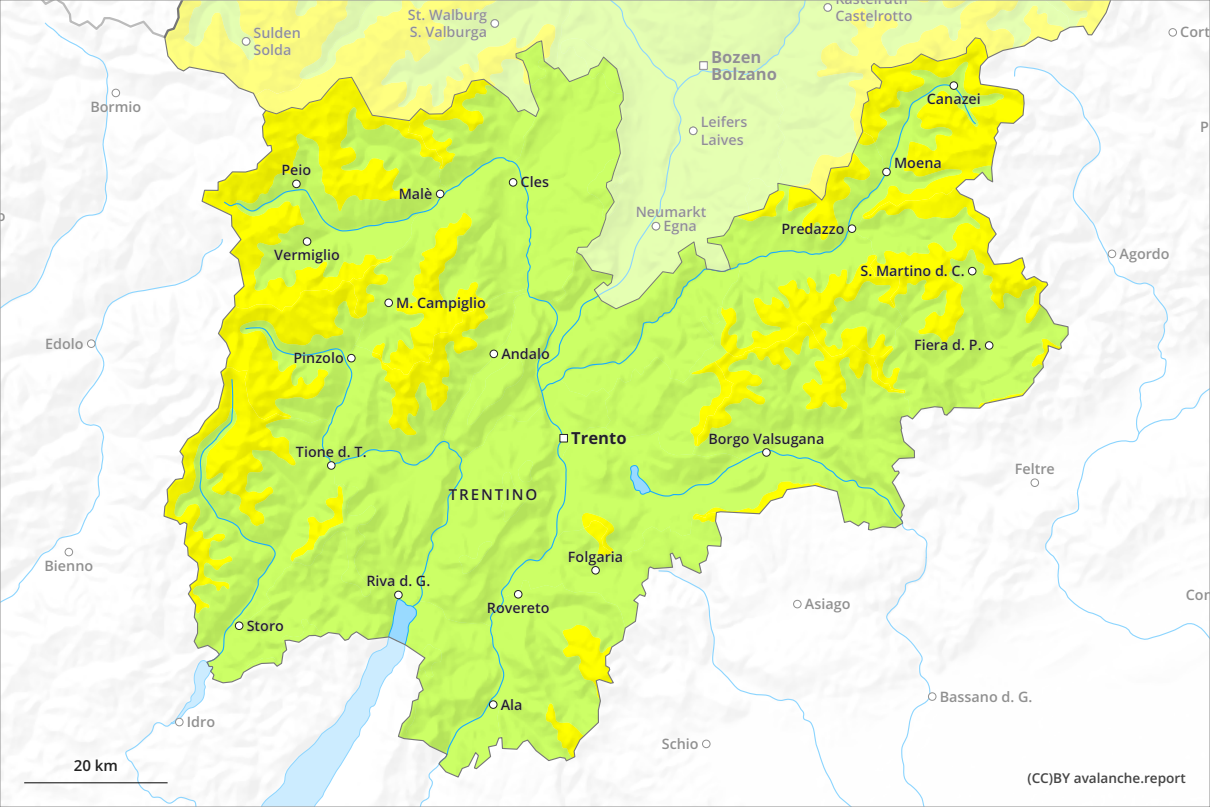 Kastelruth
Castelrotto
St. Walburg
S. Valburga
Sulden
Solda
Cort
Bozen
Bolzano
Bormio
Canazei
Leifers
Laives
P
Moena
Peio
Malè
Cles
Neumarkt
Egna
Predazzo
Vermiglio
Agordo
S. Martino d. C.
M. Campiglio
Edolo
Fiera d. P.
Pinzolo
Andalo
Trento
Borgo Valsugana
Tione d. T.
Feltre
TRENTINO
Bienno
Folgaria
Riva d. G.
Cor
Asiago
Rovereto
Storo
Bassano d. G.
Ala
Idro
Schio
20 km
(CC)BY avalanche.report